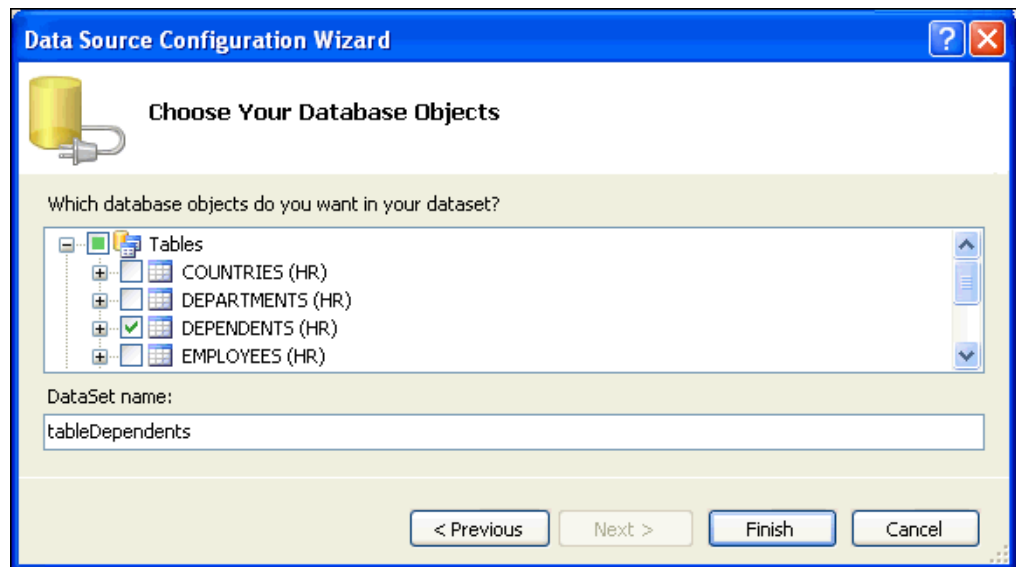 Data Source Configuration Wizard
Choose Your Database Objects
Which database objects do you want in your dataset?
Tables
COUNTRIES (HR)
DEPARTMENTS (HR)
DEPENDENTS (HR)
EMPLOYEES (HR)
DataSet name:
tableDependents
< Previous Next > Finish Cancel